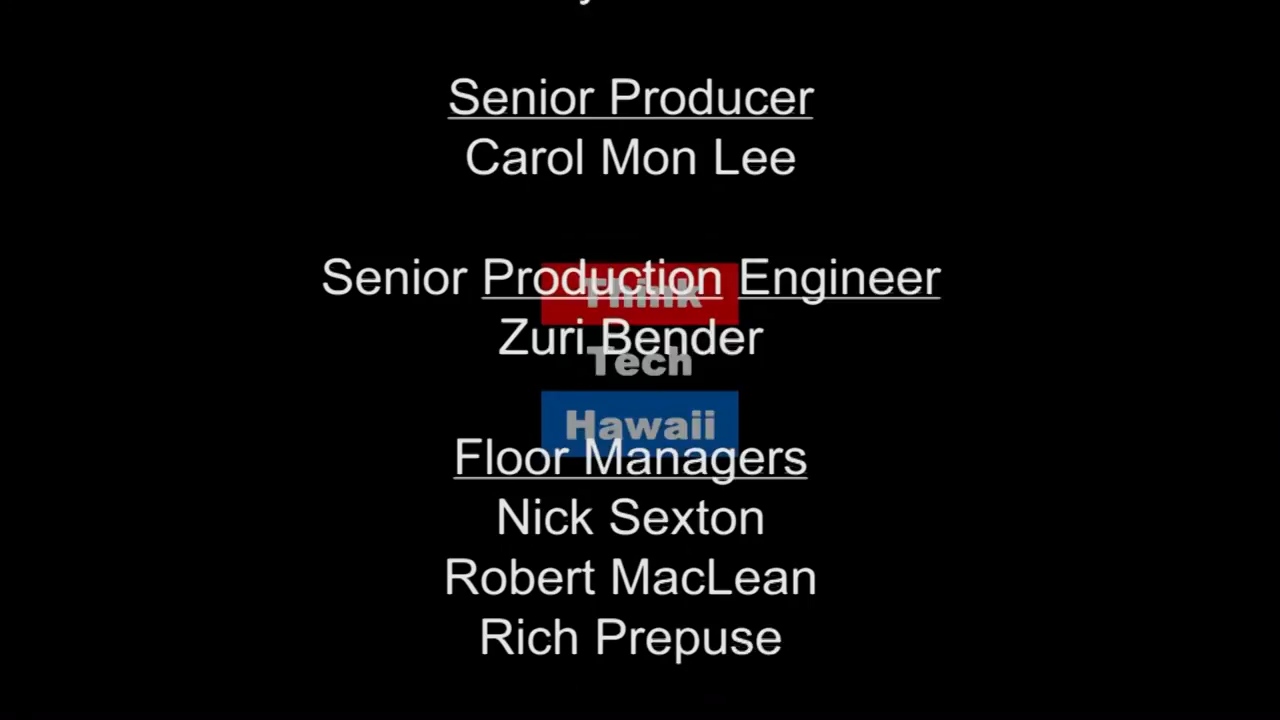 Senior Producer
Carol Mon Lee
Senior Production Engineer
Think
Zuri Bender
Tech
Hawaii
Floor Managers
Nick Sexton
Robert MacLean
Rich Prepuse